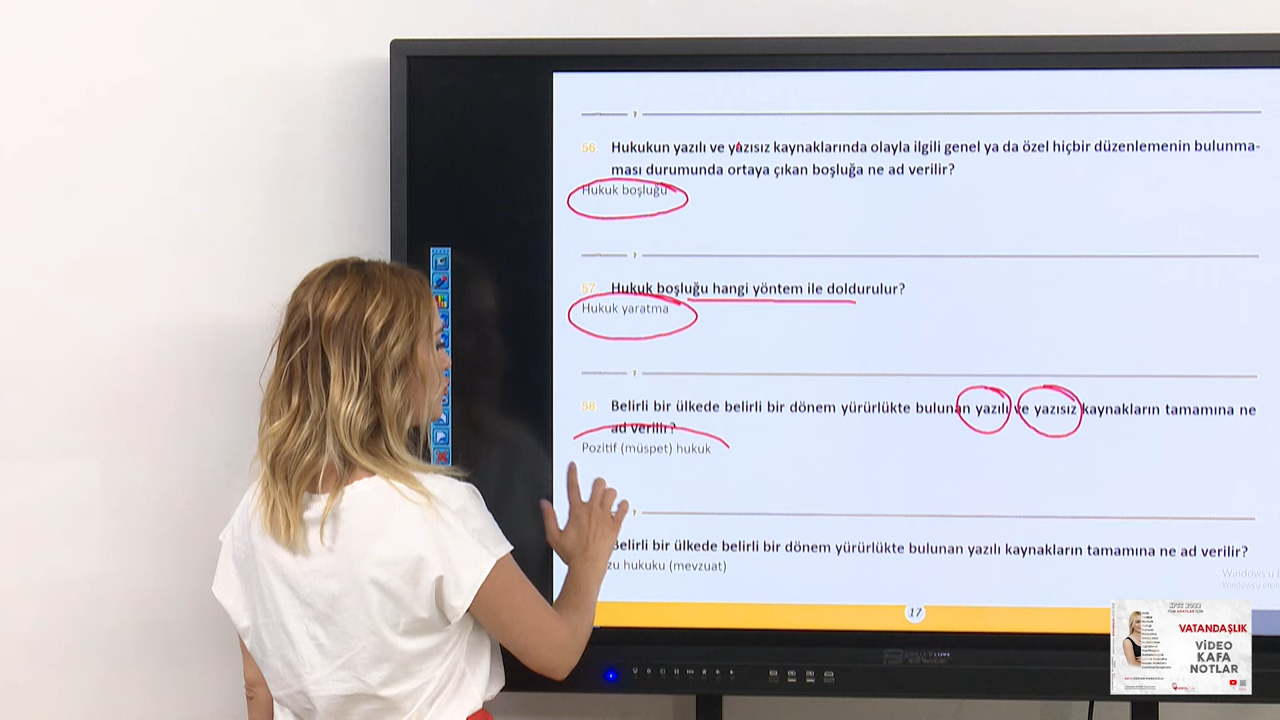 56. Hukukun yazılı ve yazısız kaynaklarında olayla ilgili genel ya da özel hiçbir düzenlemenin bulunma-
ması durumunda ortaya çıkan boşluğa ne ad verilir?
Hukuk boşluğu
57. Hukuk boşluğu hangi yöntem ile doldurulur?
Hukuk yaratma
58. Belirli bir ülkede belirli bir dönem yürürlükte bulunan yazılı ve yazısız kaynakların tamamına ne
ad verilir?
Pozitif (müspet) hukuk
Belirli bir ülkede belirli bir dönem yürürlükte bulunan yazılı kaynakların tamamına ne ad verilir?
zu hukuku (mevzuat)
17
Windows'u
VATANDAŞLIK
VİDEO
KAFA
NOTLAR